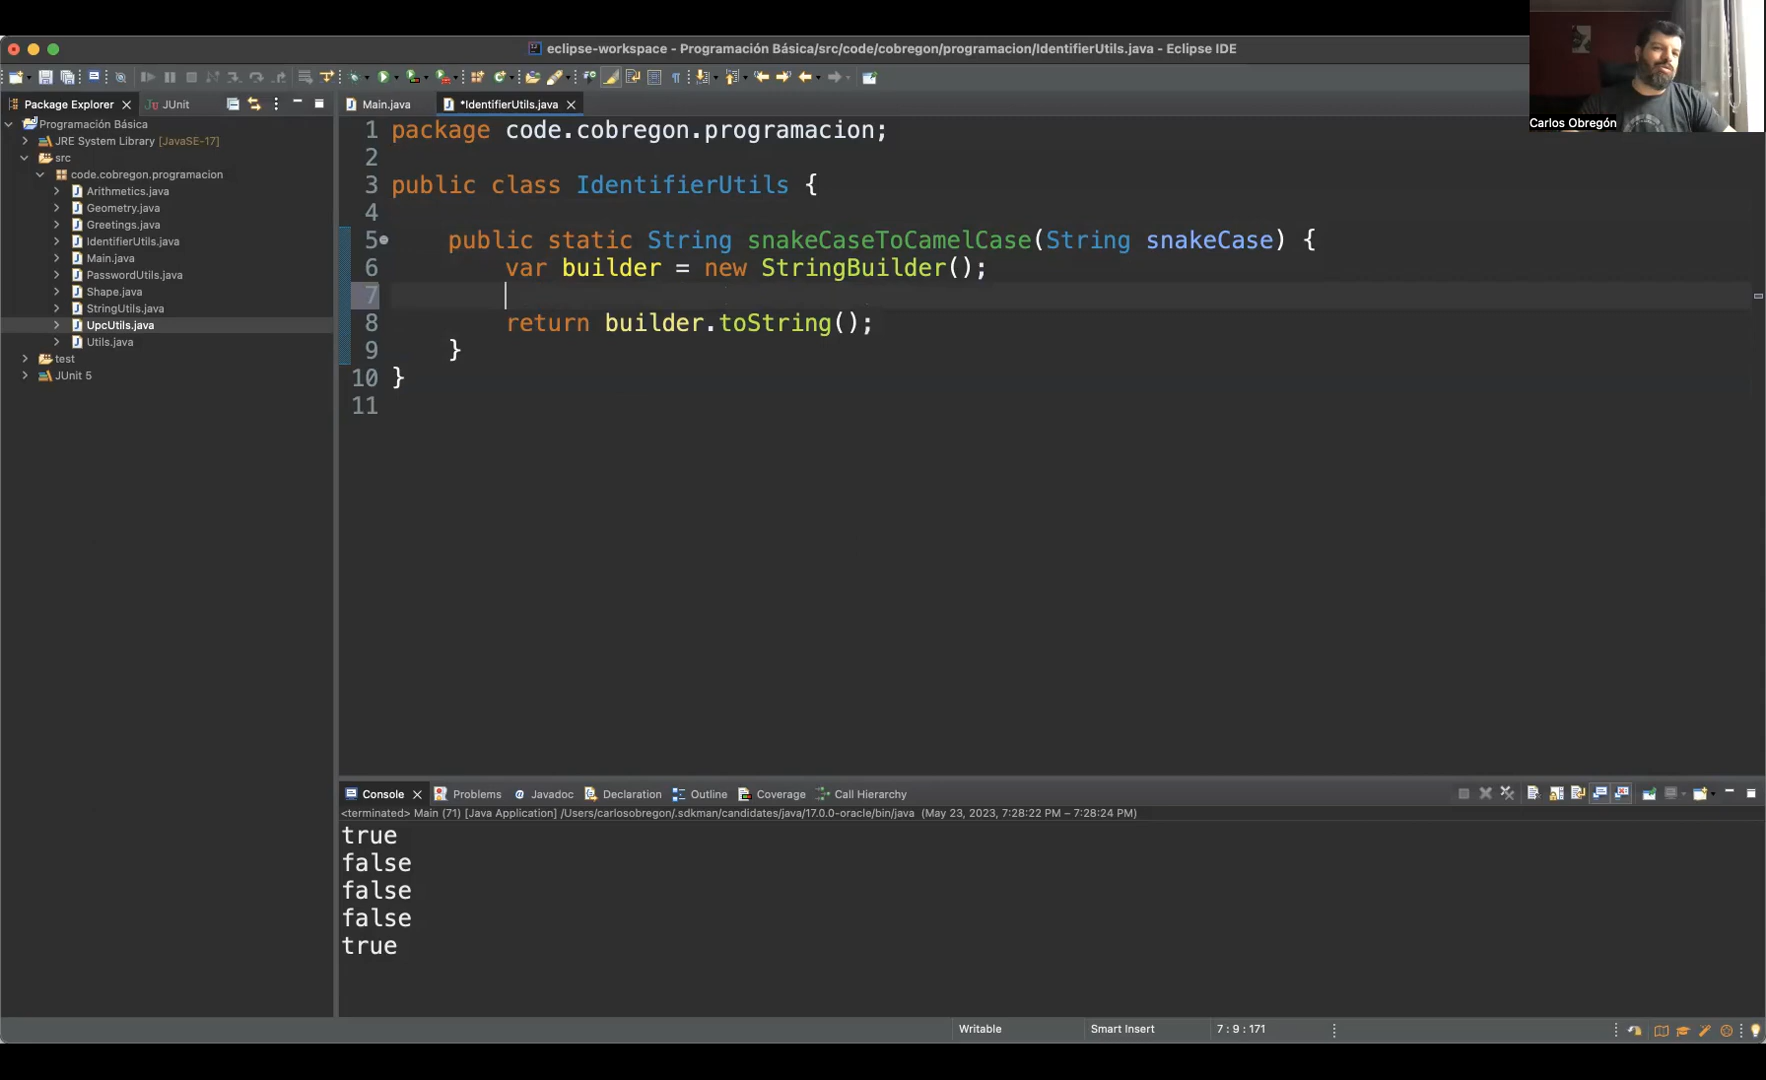 eclipse-workspace - Programación Básica/src/code/cobregon/programacion/IdentifierUtils.java - Eclipse IDE
Carlos Obregón
Package Explorer
JUnit
Programación Básica
JRE System Library [JavaSE-17]
src
code.cobregon.programacion
Arithmetics.java
Geometry.java
Greetings.java
IdentifierUtils.java
Main.java
PasswordUtils.java
Shape.java
StringUtils.java
UpcUtils.java
Utils.java
test
JUnit 5
Main.java
*IdentifierUtils.java
1 package code.cobregon.programacion;
2
3 public class IdentifierUtils {
4
5 public static String snakeCaseToCamelCase(String snakeCase) {
6 var builder = new StringBuilder();
7
8 return builder.toString();
9 }
10 }
11
Console
Problems
Javadoc
Declaration
Outline
Coverage
Call Hierarchy
<terminated> Main (71) [Java Application] /Users/carlosobregon/.sdkman/candidates/java/17.0.0-oracle/bin/java (May 23, 2023, 7:28:22 PM – 7:28:24 PM)
true
false
false
false
true
Writable
Smart Insert
7 : 9 : 171